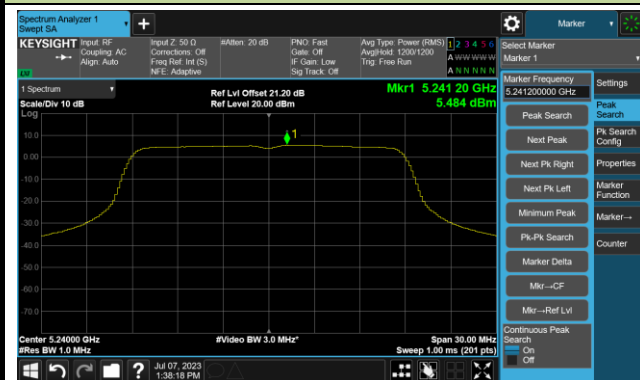 Spectrum Analyzer 1
Swept SA
+
Marker
KEYSIGHT
Input: RF
Coupling: AC
Align: Auto
Input Z: 50 Ω
Corrections: Off
Freq Ref: Int (S)
NFE: Adaptive
#Atten: 20 dB
PNO: Fast
Gate: Off
IF Gain: Low
Sig Track: Off
Avg Type: Power (RMS)
Avg|Hold: 1200/1200
Trig: Free Run
1 2 3 4 5 6
A W W W W W
A N N N N N
LXI
Select Marker
Marker 1
1 Spectrum
Scale/Div 10 dB
Log
Ref Lvl Offset 21.20 dB
Ref Level 20.00 dBm
Mkr1 5.241 20 GHz
5.484 dBm
1
10.0
0.00
-10.0
-20.0
-30.0
-40.0
-50.0
-60.0
-70.0
Center 5.24000 GHz
#Res BW 1.0 MHz
#Video BW 3.0 MHz*
Span 30.00 MHz
Sweep 1.00 ms (201 pts)
Marker Frequency
5.241200000 GHz
Peak Search
Next Peak
Next Pk Right
Next Pk Left
Minimum Peak
Pk-Pk Search
Marker Delta
Mkr→CF
Mkr→Ref Lvl
Continuous Peak
Search
On
Off
Settings
Peak
Search
Pk Search
Config
Properties
Marker
Function
Marker→
Counter
?
Jul 07, 2023
1:38:18 PM